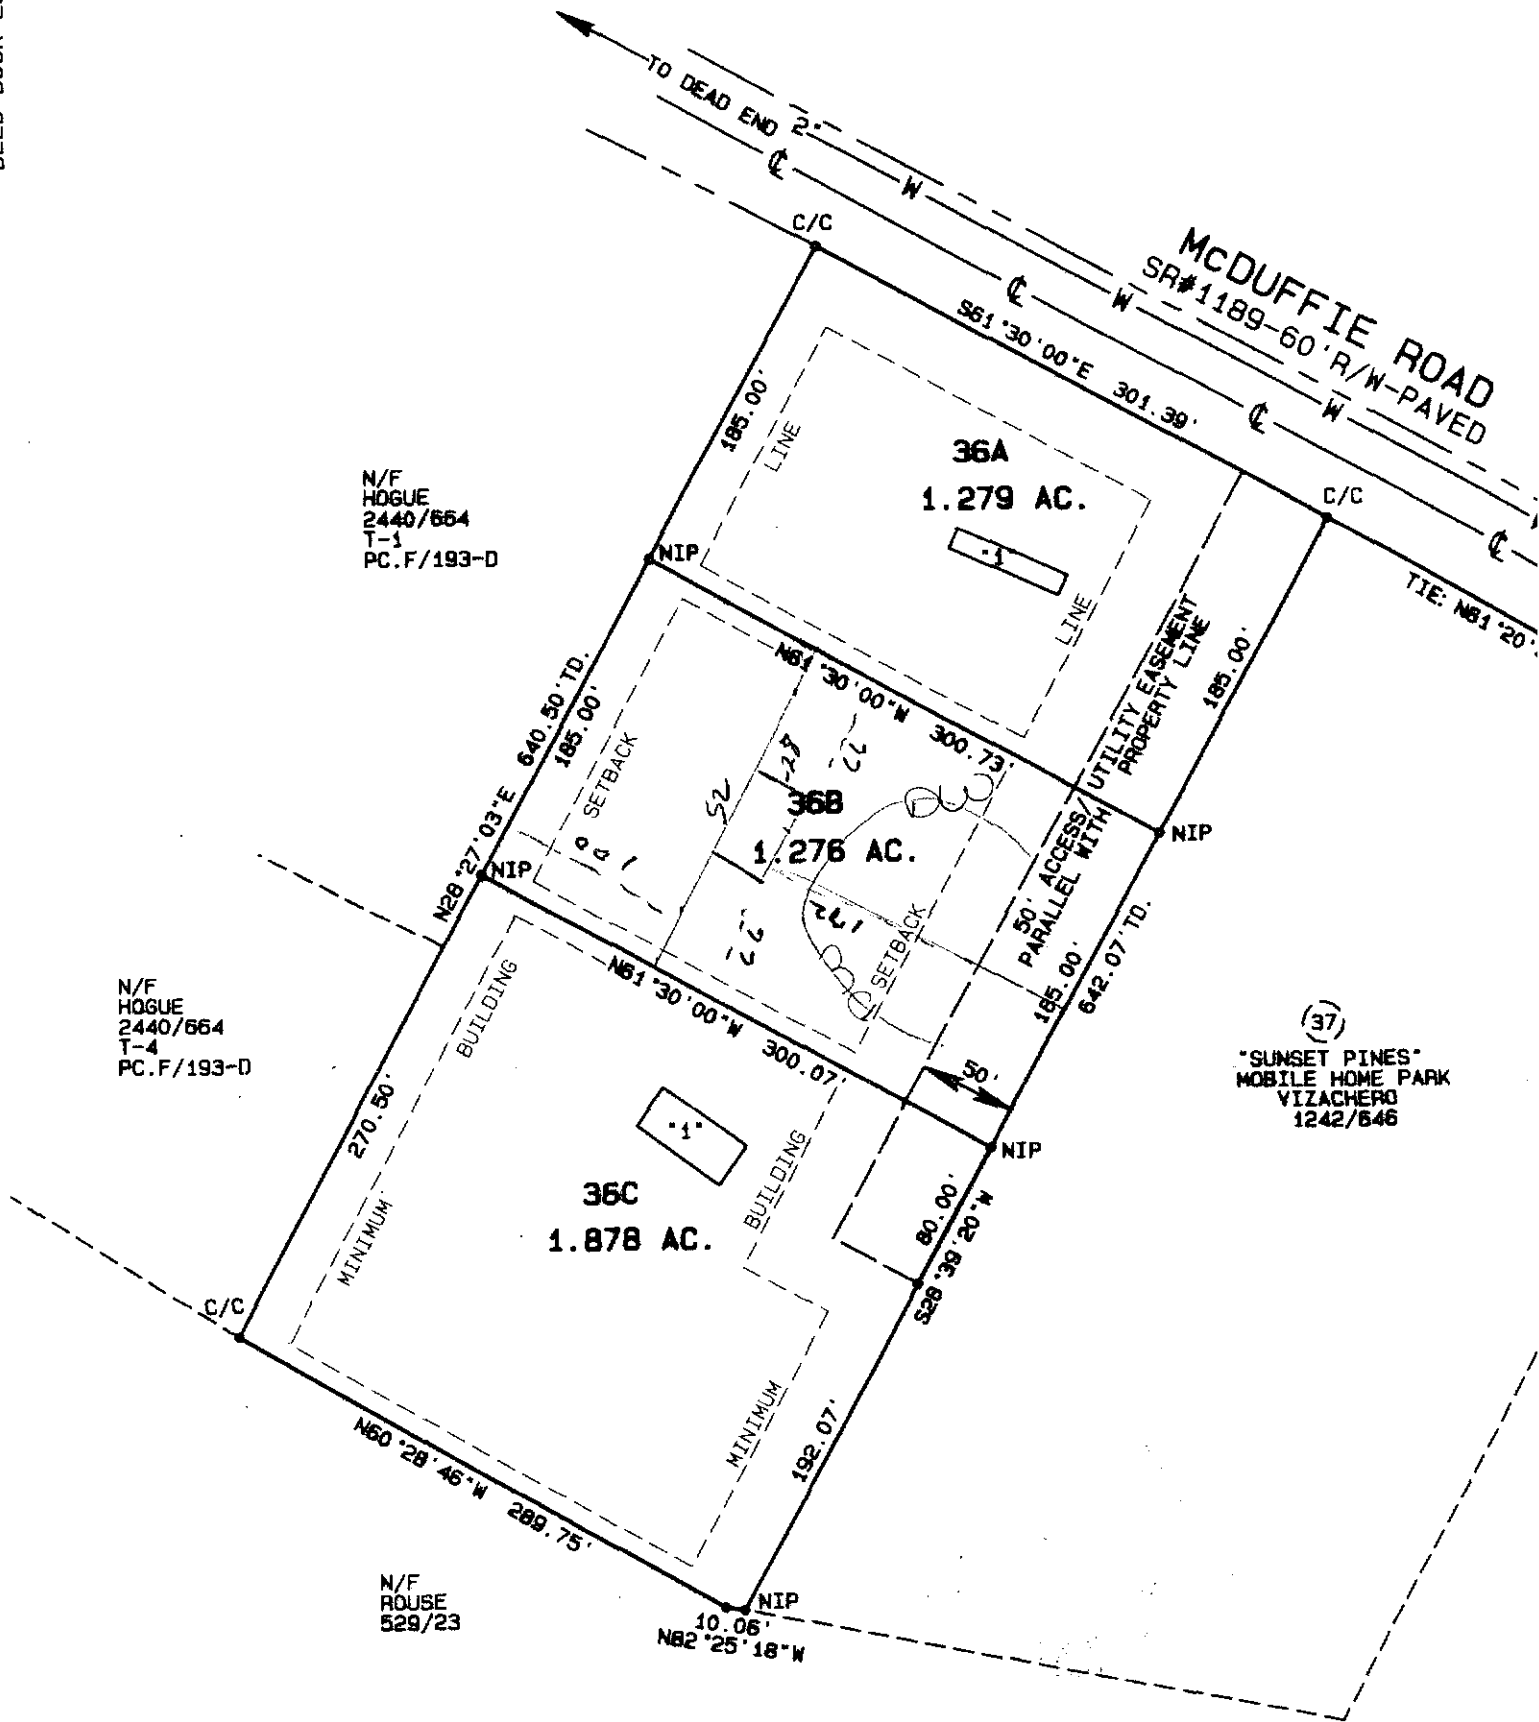 TO DEAD END 2"
W
W
W
C/C
McDUFFIE ROAD
SR#1189-60'R/W-PAVED
S61°30'00"E 301.39'
185.00'
LINE
36A
1.279 AC.
"1"
C/C
N/F
HOGUE
2440/664
T-1
PC.F/193-D
NIP
LINE
185.00'
N61°30'00"W 300.73'
N28°27'03"E 640.50'TD.
185.00'
SETBACK
52
28
77
36B
1.276 AC.
77
50' ACCESS/UTILITY EASEMENT
PARALLEL WITH PROPERTY LINE
NIP
NIP
SETBACK
185.00'
642.07'TD.
N/F
HOGUE
2440/664
T-4
PC.F/193-D
BUILDING
N61°30'00"W 300.07'
50'
37
"SUNSET PINES"
MOBILE HOME PARK
VIZACHERO
1242/646
270.50'
"1"
BUILDING
NIP
36C
1.878 AC.
80.00'
S28°39'20"W
MINIMUM
C/C
MINIMUM
192.07'
N60°28'46"W 289.75'
N/F
ROUSE
529/23
NIP
10.06'
N82°25'18"W